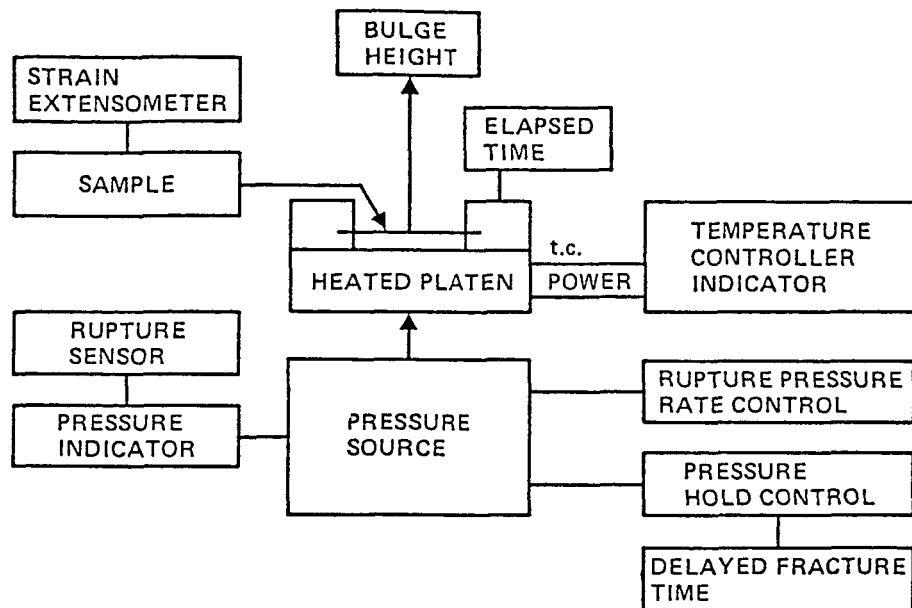 BULGE
HEIGHT
STRAIN
EXTENSOMETER
ELAPSED
TIME
SAMPLE
TEMPERATURE
CONTROLLER
INDICATOR
t.c.
HEATED PLATEN
POWER
RUPTURE
SENSOR
PRESSURE
INDICATOR
PRESSURE
SOURCE
RUPTURE PRESSURE
RATE CONTROL
PRESSURE
HOLD CONTROL
DELAYED FRACTURE
TIME